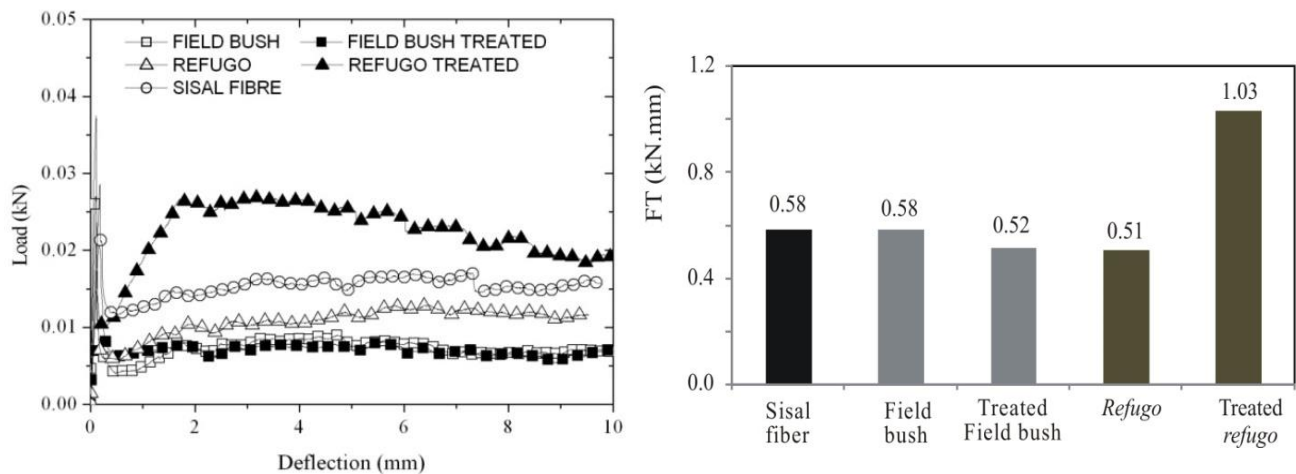 0.05
0.04
0.03
0.02
0.01
0.00
Load (kN)
FIELD BUSH
REFUGO
SISAL FIBRE
FIELD BUSH TREATED
REFUGO TREATED
0 2 4 6 8 10
Deflection (mm)
1.2
0.8
0.4
0.0
FT (kN.mm)
0.58
0.58
0.52
0.51
1.03
Sisal
fiber
Field
bush
Treated
Field bush
Refugo
Treated
refugo